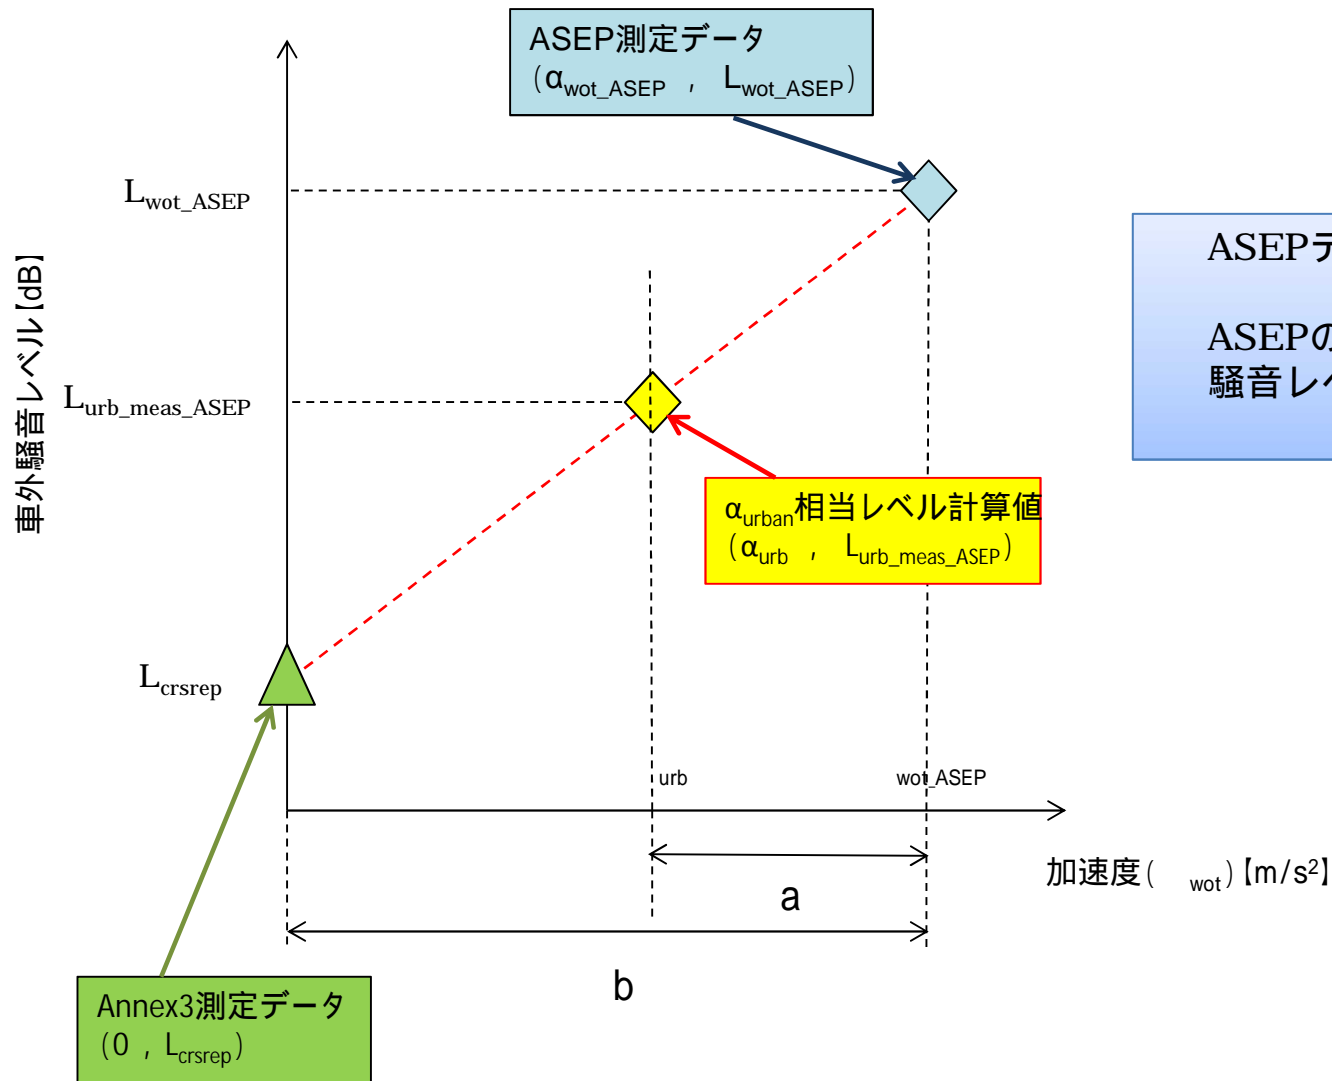 ASEP測定データ
(αwot_ASEP , Lwot_ASEP)
Lwot_ASEP
ASEPデ
ASEPの
騒音レベ
車外騒音レベル【dB】
Lurb_meas_ASEP
αurban相当レベル計算値
(αurb , Lurb_meas_ASEP)
Lcrsrep
urb
wot_ASEP
加速度( wot)【m/s²】
a
b
Annex3測定データ
(0 , Lcrsrep)